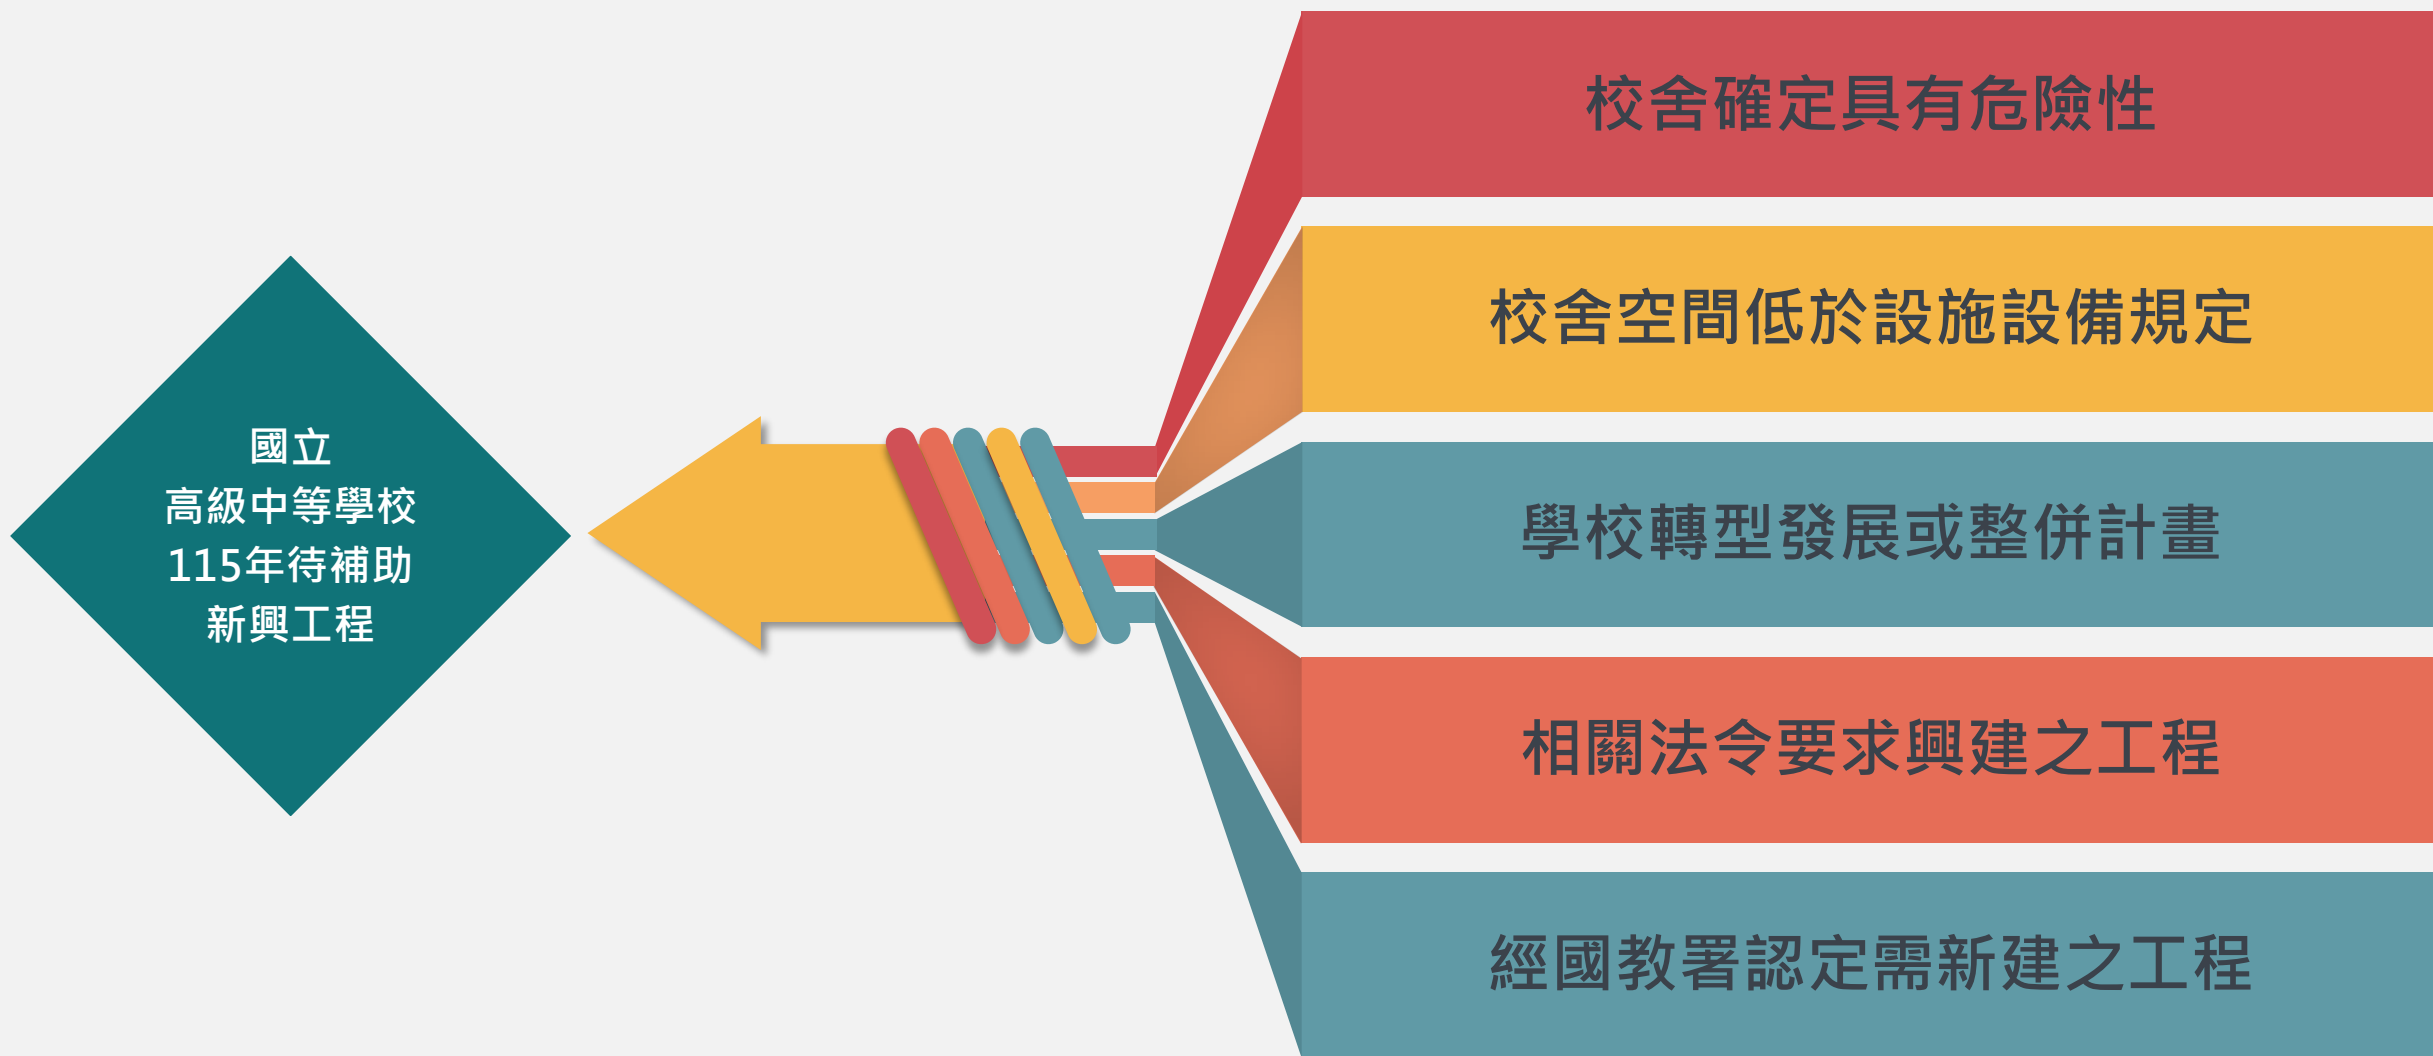 國立
高級中等學校
115年待補助
新興工程
校舍確定具有危險性
校舍空間低於設施設備規定
學校轉型發展或整併計畫
相關法令要求興建之工程
經國教署認定需新建之工程